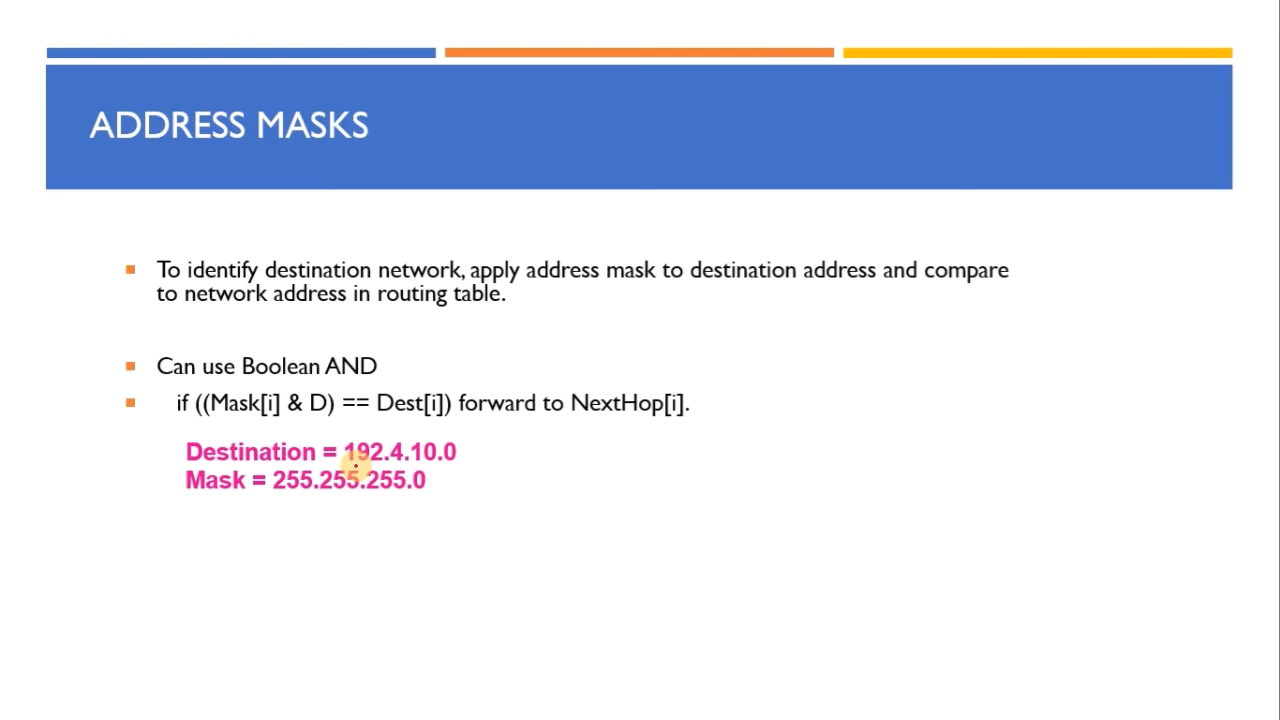 ADDRESS MASKS
To identify destination network, apply address mask to destination address and compare
to network address in routing table.
Can use Boolean AND
if ((Mask[i] & D) == Dest[i]) forward to NextHop[i].
Destination = 192.4.10.0
Mask = 255.255.255.0